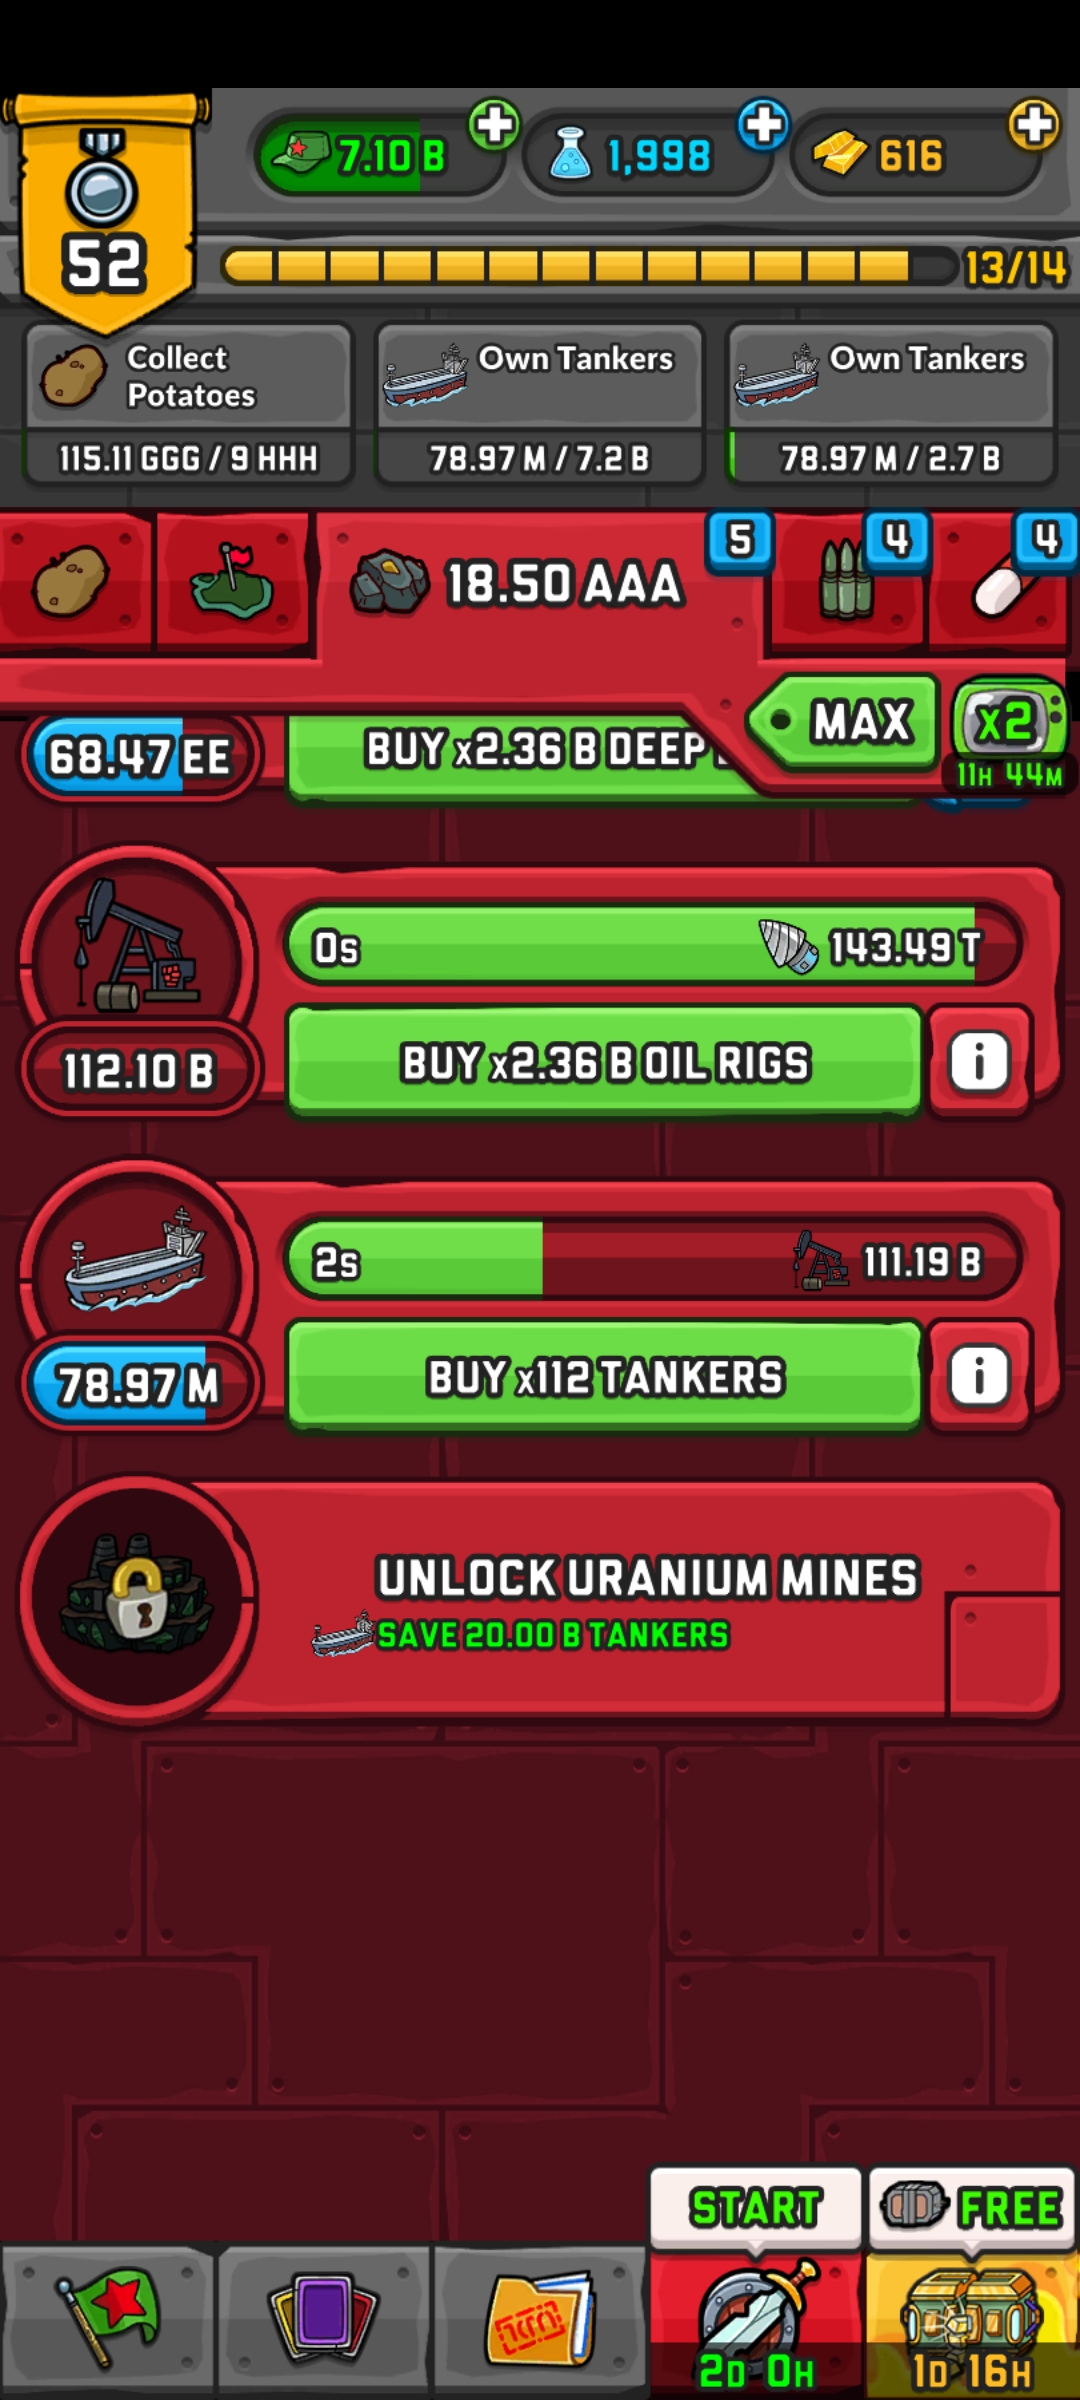 7.10 B
1,998
616
52
13/14
Collect
Potatoes
115.11 GGG / 9 HHH
Own Tankers
78.97 M / 7.2 B
Own Tankers
78.97 M / 2.7 B
18.50 AAA
5
4
4
MAX
x2
11H 44M
68.47 EE
BUY x2.36 B DEEP
0s
143.49 T
112.10 B
BUY x2.36 B OIL RIGS
i
2s
111.19 B
78.97 M
BUY x112 TANKERS
i
UNLOCK URANIUM MINES
SAVE 20.00 B TANKERS
START
FREE
2D 0H
1D 16H